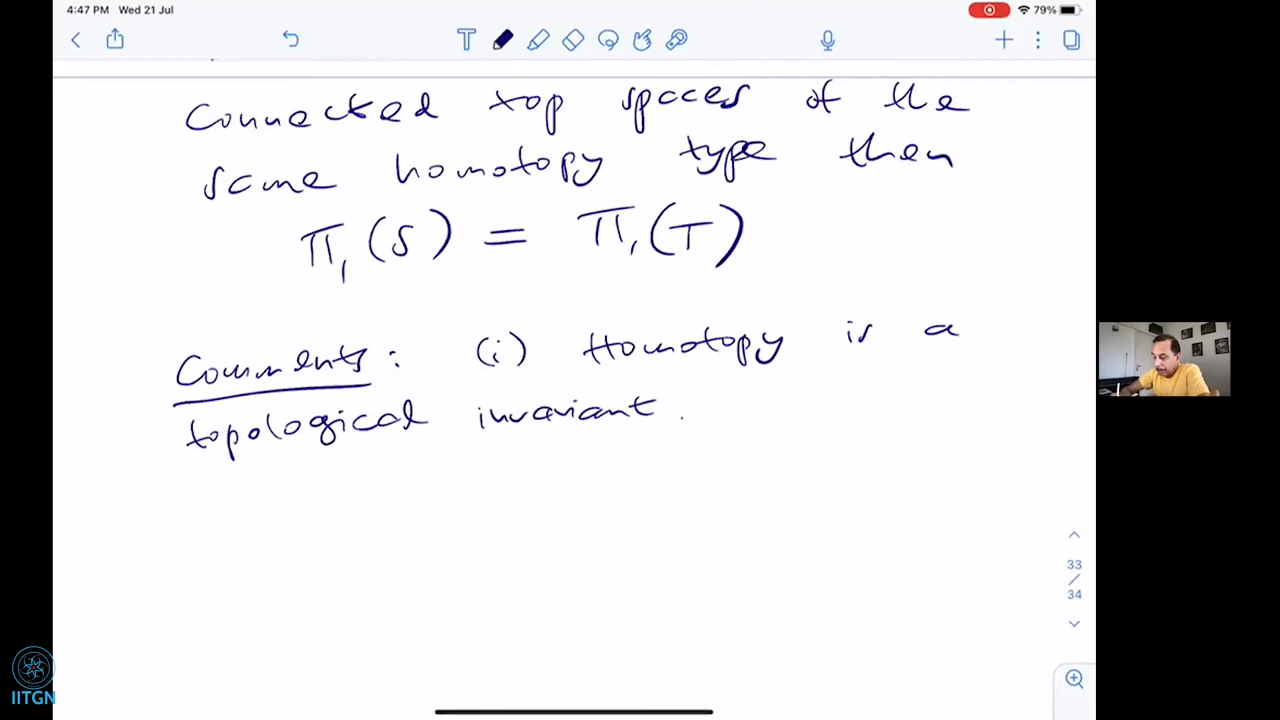 4:47 PM Wed 21 Jul
79%
Connected top spaces of the
same homotopy type then
π₁(S) = π₁(T)
Comments: (i) Homotopy is a
topological invariant.
33
/
34
IITGN